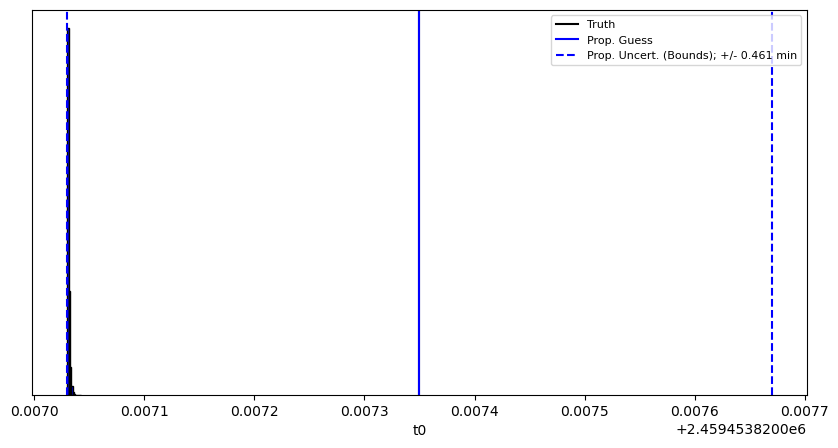 Truth
Prop. Guess
Prop. Uncert. (Bounds); +/- 0.461 min
0.0070 0.0071 0.0072 0.0073 0.0074 0.0075 0.0076 0.0077
t0 +2.4594538200e6